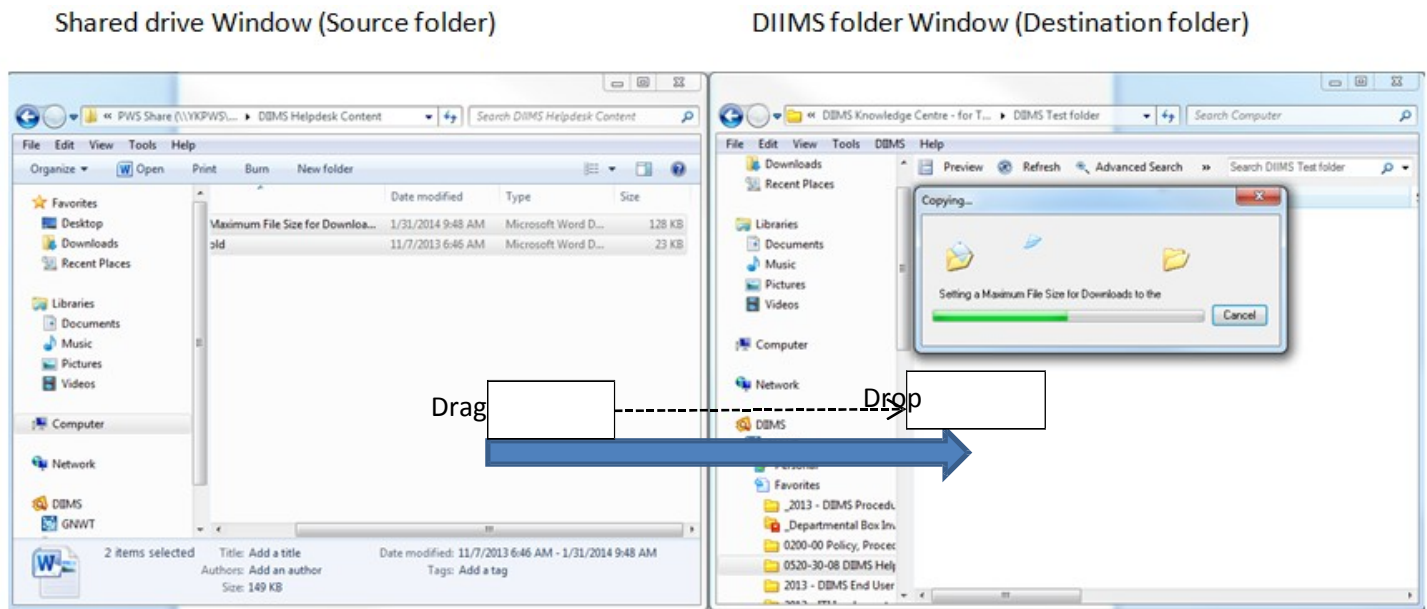 Shared drive Window (Source folder)
DIIMS folder Window (Destination folder)
« PWS Share (\\YKPWS\... ▸ DIIMS Helpdesk Content
Search DIIMS Helpdesk Content
File Edit View Tools Help
Organize
Open
Print
Burn
New folder
Favorites
Desktop
Downloads
Recent Places
Libraries
Documents
Music
Pictures
Videos
Computer
Network
DIIMS
GNWT
Date modified
Type
Size
Maximum File Size for Downloa...
1/31/2014 9:48 AM
Microsoft Word D...
128 KB
old
11/7/2013 6:46 AM
Microsoft Word D...
23 KB
2 items selected
Title: Add a title
Authors: Add an author
Size: 149 KB
Date modified: 11/7/2013 6:46 AM - 1/31/2014 9:48 AM
Tags: Add a tag
Drag
Drop
« DIIMS Knowledge Centre - for T... ▸ DIIMS Test folder
Search Computer
File Edit View Tools DIIMS Help
Preview
Refresh
Advanced Search
»
Search DIIMS Test folder
Downloads
Recent Places
Libraries
Documents
Music
Pictures
Videos
Computer
Network
DIIMS
Personal
Favorites
_2013 - DIIMS Procedu
_Departmental Box Inv
0200-00 Policy, Proced
0520-30-08 DIIMS Help
2013 - DIIMS End User
Copying...
Setting a Maximum File Size for Downloads to the
Cancel